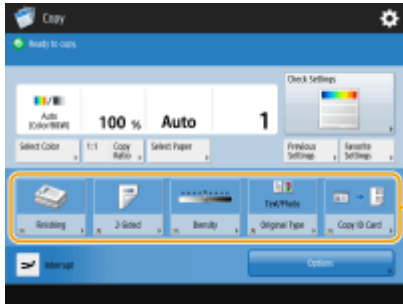 Copy
Ready to copy.
Check Settings
Auto
[Color/B&W]
100 %
Auto
1
Select Color
1:1
Copy
Ratio
Select Paper
Previous
Settings
Favorite
Settings
Text/Photo
Finishing
2-Sided
Density
Original Type
Copy ID Card
Interrupt
Options